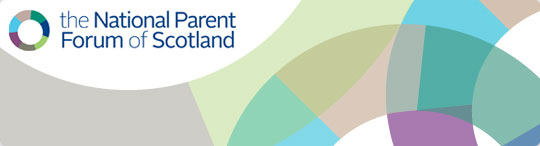 the National Parent
Forum of Scotland